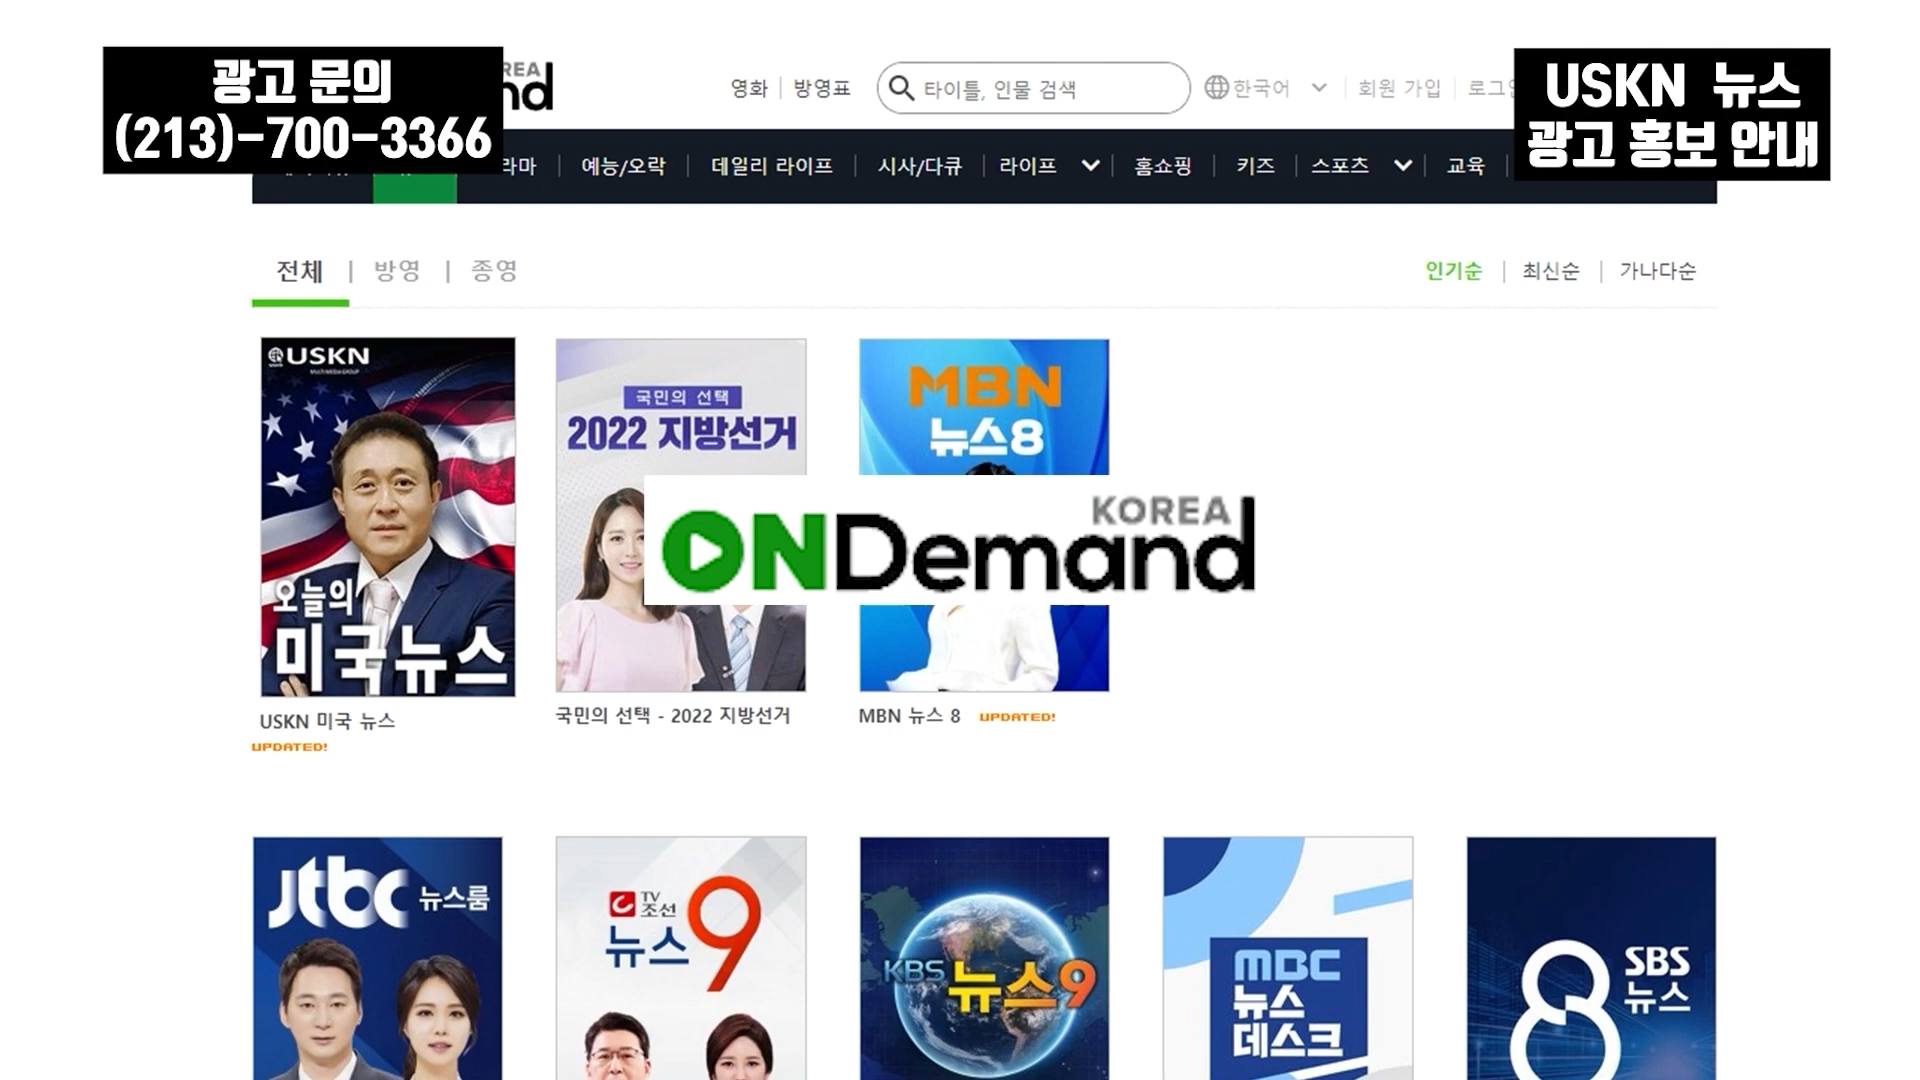 광고 문의
(213)-700-3366
USKN 뉴스
광고 홍보 안내
영화 | 방영표
타이틀, 인물 검색
한국어
회원 가입
예능/오락 | 데일리 라이프 | 시사/다큐 | 라이프 | 홈쇼핑 | 키즈 | 스포츠 | 교육
전체 | 방영 | 종영
인기순 | 최신순 | 가나다순
USKN
오늘의
미국뉴스
USKN 미국 뉴스
UPDATED!
국민의 선택
2022 지방선거
국민의 선택 - 2022 지방선거
MBN
뉴스8
MBN 뉴스 8 UPDATED!
KOREA
ONDemand
jtbc 뉴스룸
TV
조선
뉴스9
KBS 뉴스9
MBC
뉴스
데스크
8 SBS
뉴스